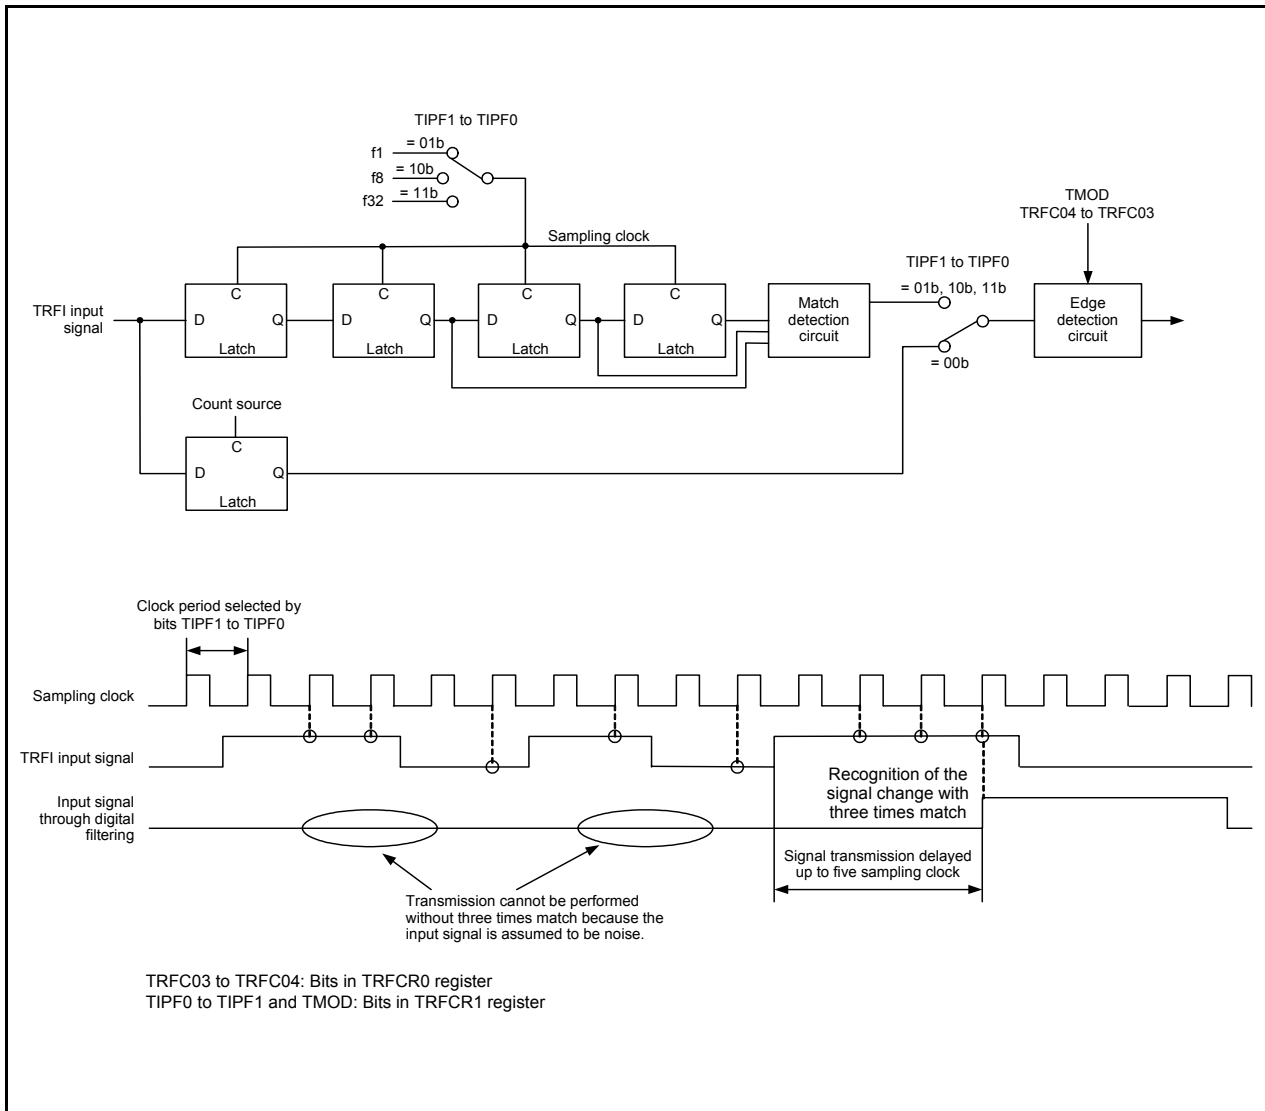 TIPF1 to TIPF0
f1
= 01b
f8
= 10b
f32
= 11b
Sampling clock
TMOD
TRFC04 to TRFC03
TIPF1 to TIPF0
= 01b, 10b, 11b
TRFI input
signal
C
D
Q
Latch
C
D
Q
Latch
C
D
Q
Latch
C
D
Q
Latch
Match
detection
circuit
= 00b
Edge
detection
circuit
Count source
C
D
Q
Latch
Clock period selected by
bits TIPF1 to TIPF0
Sampling clock
TRFI input signal
Recognition of the
signal change with
three times match
Input signal
through digital
filtering
Signal transmission delayed
up to five sampling clock
Transmission cannot be performed
without three times match because the
input signal is assumed to be noise.
TRFC03 to TRFC04: Bits in TRFCR0 register
TIPF0 to TIPF1 and TMOD: Bits in TRFCR1 register